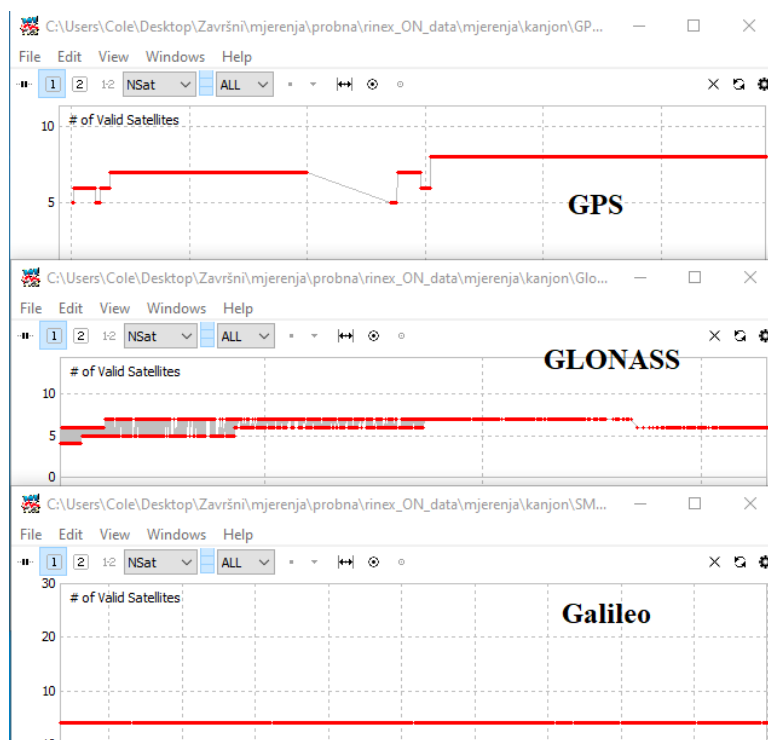 C:\Users\Cole\Desktop\Završni\mjerenja\probna\rinex_ON_data\mjerenja\kanjon\GP...
File Edit View Windows Help
1 2 1-2 NSat ALL
# of Valid Satellites
10
5
GPS
C:\Users\Cole\Desktop\Završni\mjerenja\probna\rinex_ON_data\mjerenja\kanjon\Glo...
File Edit View Windows Help
1 2 1-2 NSat ALL
GLONASS
# of Valid Satellites
10
5
0
C:\Users\Cole\Desktop\Završni\mjerenja\probna\rinex_ON_data\mjerenja\kanjon\SM...
File Edit View Windows Help
1 2 1-2 NSat ALL
30
# of Valid Satellites
Galileo
20
10